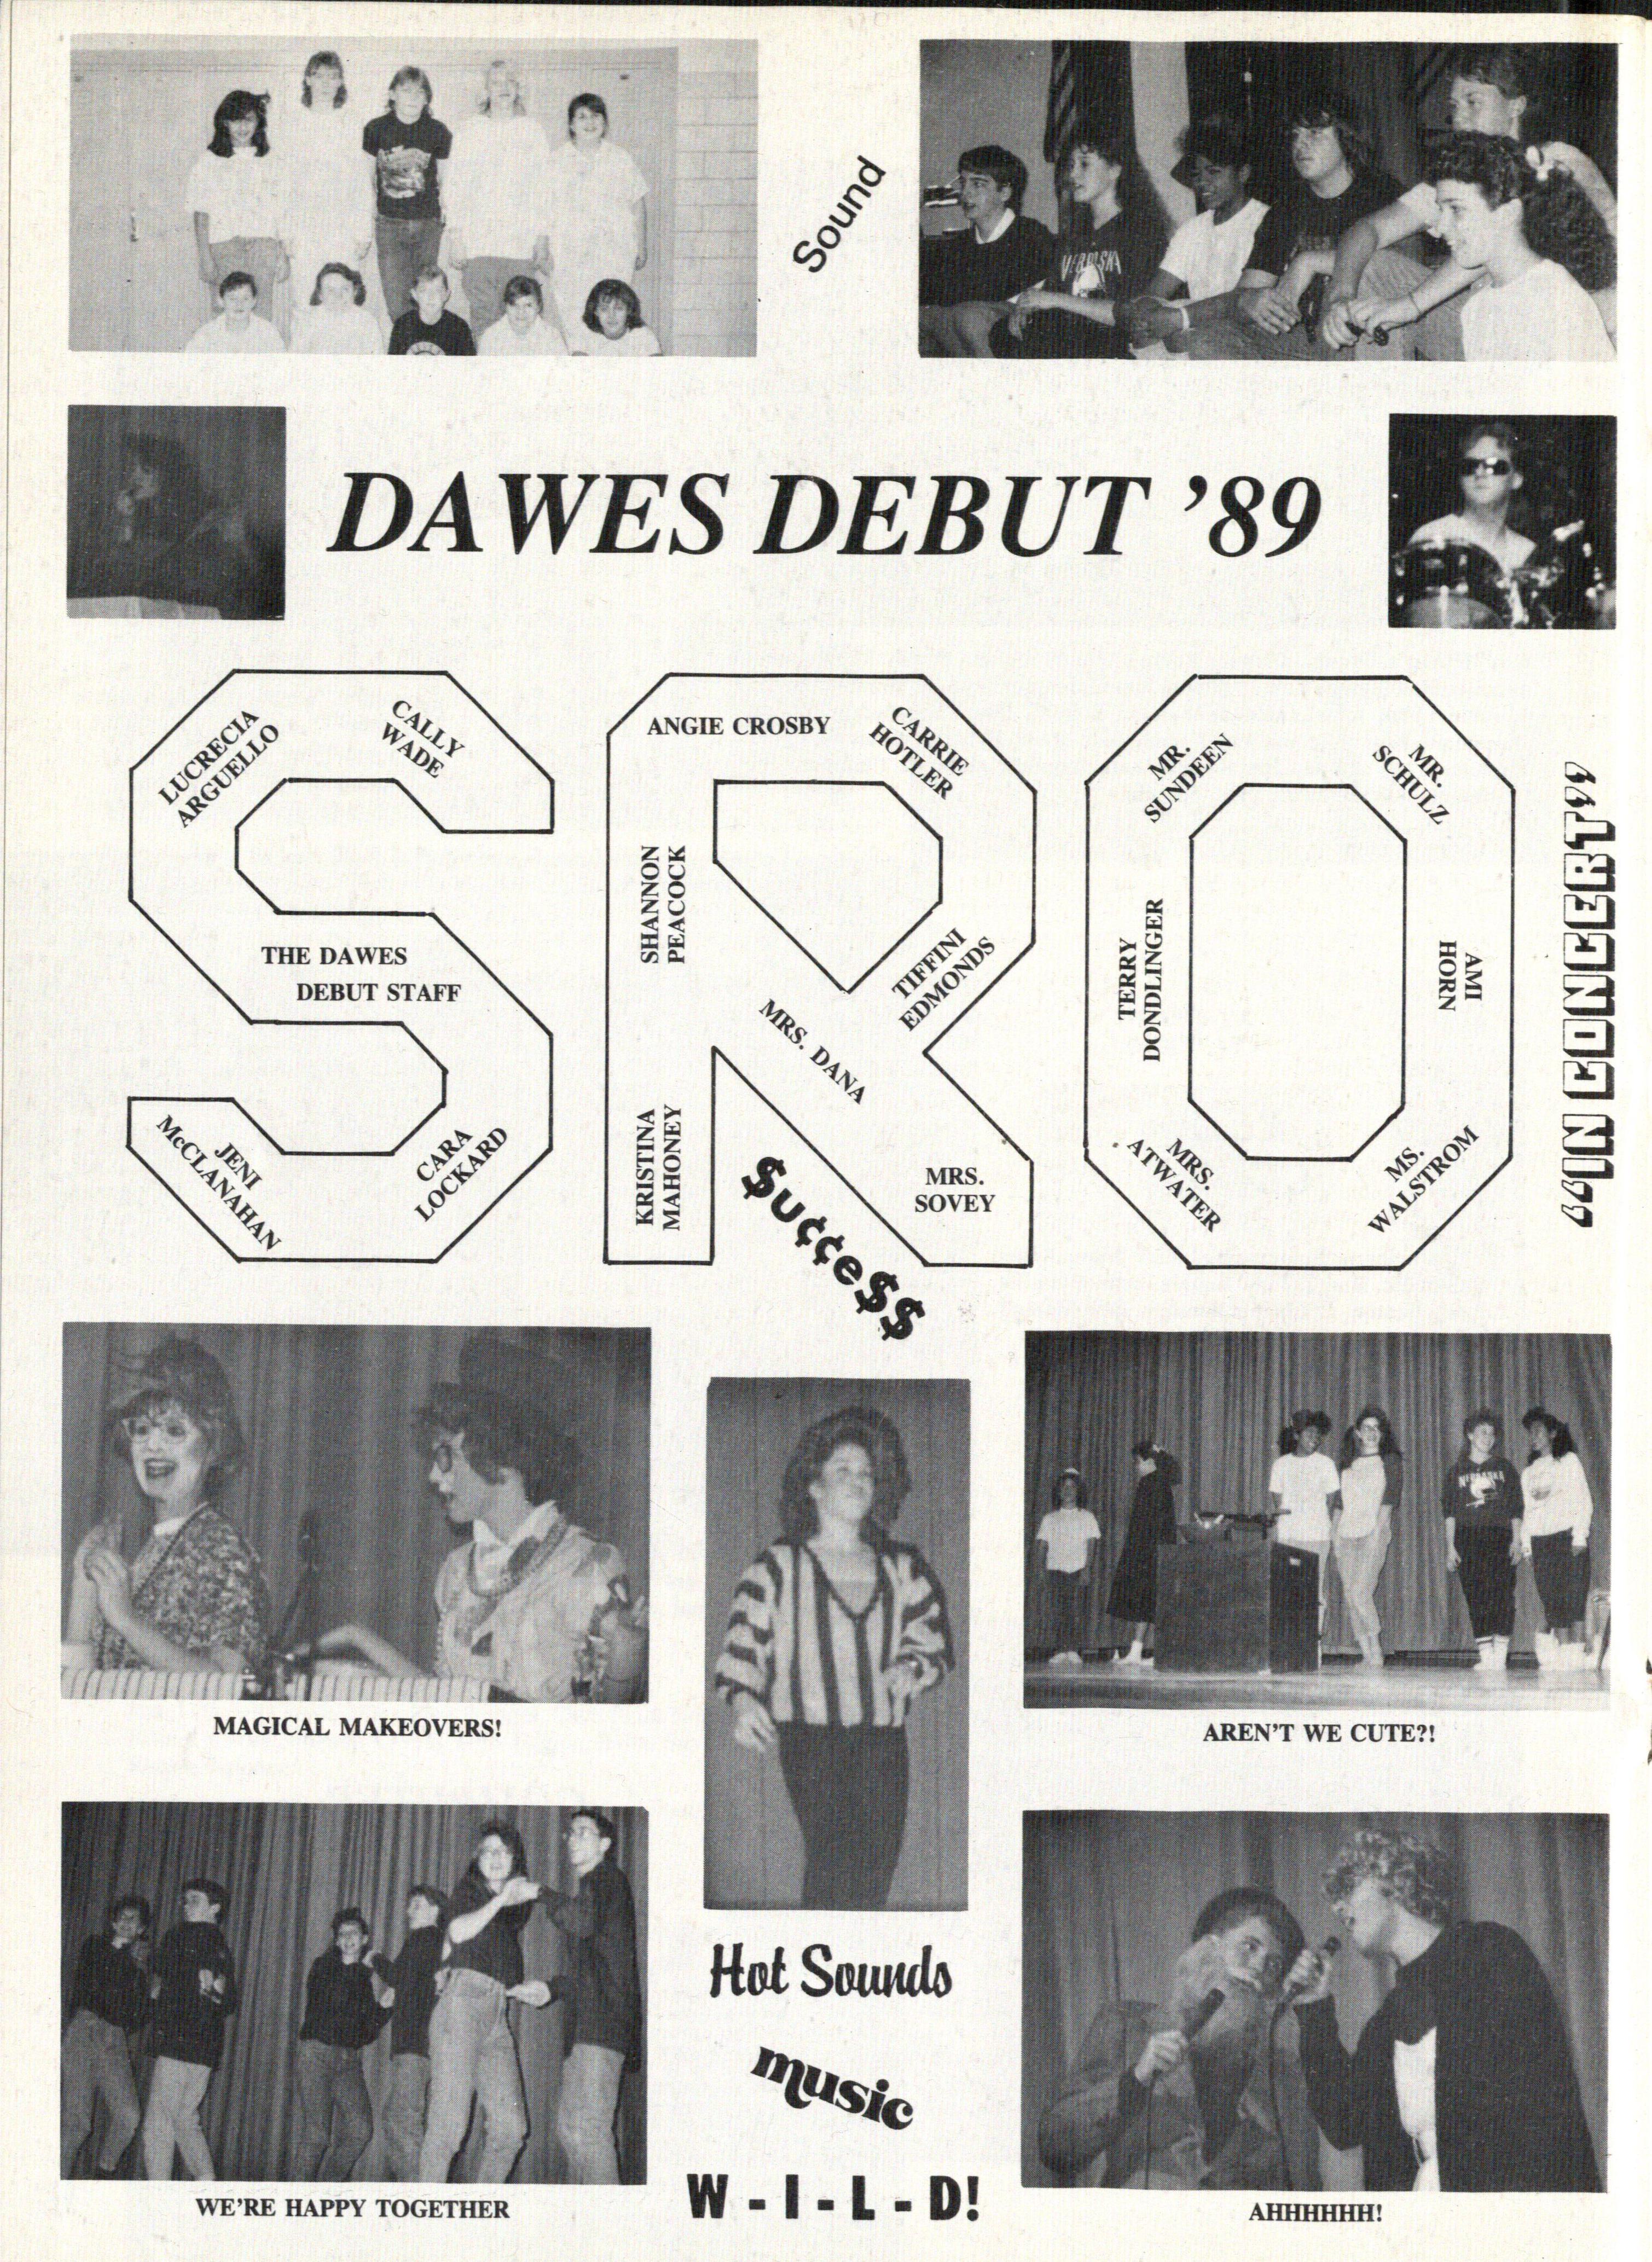 Sound
NEBRASKA
DAWES DEBUT '89
LUCRECIA
ARGUELLO
CALLY
WADE
THE DAWES
DEBUT STAFF
JENI
McCLANAHAN
CARA
LOCKARD
ANGIE CROSBY
CARRIE
HOTLER
SHANNON
PEACOCK
TIFFINI
EDMONDS
MRS. DANA
KRISTINA
MAHONEY
MRS.
SOVEY
MR.
SUNDEEN
MR.
SCHULZ
TERRY
DONDLINGER
AMI
HORN
MRS.
ATWATER
MS.
WALSTROM
“IN CONCERT”
$u¢¢e$$
NEBRASKA
MAGICAL MAKEOVERS!
AREN'T WE CUTE?!
Hot Sounds
music
W - I - L - D!
WE'RE HAPPY TOGETHER
AHHHHHH!